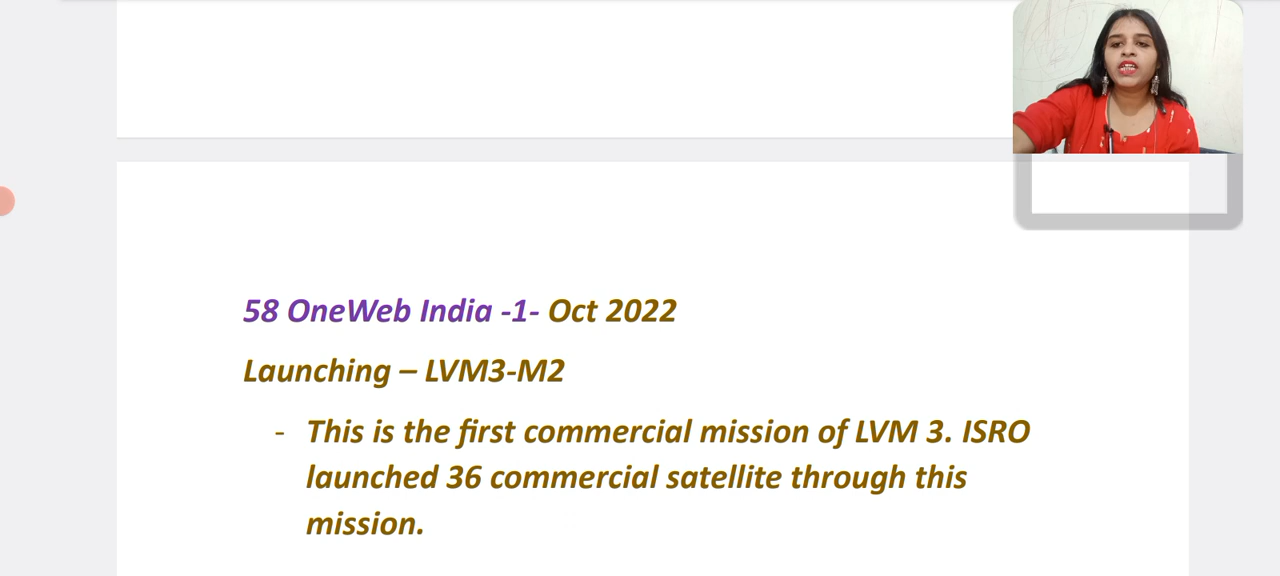 58 OneWeb India -1- Oct 2022
Launching – LVM3-M2
- This is the first commercial mission of LVM 3. ISRO
launched 36 commercial satellite through this
mission.